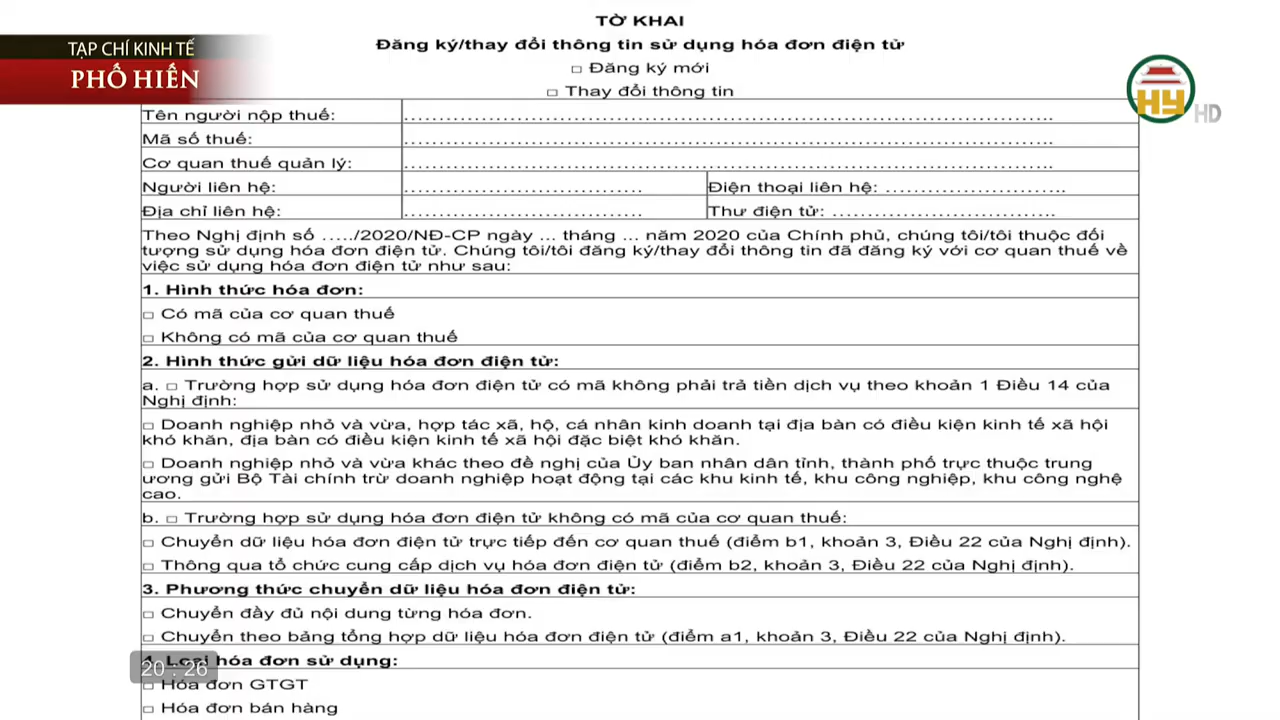 TỜ KHAI
Đăng ký/thay đổi thông tin sử dụng hóa đơn điện tử
□ Đăng ký mới
□ Thay đổi thông tin
TẠP CHÍ KINH TẾ
PHỐ HIẾN
HY HD
Tên người nộp thuế: ……………………………………………………………………………..
Mã số thuế: ……………………………………………………………………………..
Cơ quan thuế quản lý: ……………………………………………………………………………..
Người liên hệ: …………………………. Điện thoại liên hệ: ……………………..
Địa chỉ liên hệ: …………………………. Thư điện tử: …………………………..
Theo Nghị định số …../2020/NĐ-CP ngày … tháng … năm 2020 của Chính phủ, chúng tôi/tôi thuộc đối
tượng sử dụng hóa đơn điện tử. Chúng tôi/tôi đăng ký/thay đổi thông tin đã đăng ký với cơ quan thuế về
việc sử dụng hóa đơn điện tử như sau:
1. Hình thức hóa đơn:
□ Có mã của cơ quan thuế
□ Không có mã của cơ quan thuế
2. Hình thức gửi dữ liệu hóa đơn điện tử:
a. □ Trường hợp sử dụng hóa đơn điện tử có mã không phải trả tiền dịch vụ theo khoản 1 Điều 14 của
Nghị định:
□ Doanh nghiệp nhỏ và vừa, hợp tác xã, hộ, cá nhân kinh doanh tại địa bàn có điều kiện kinh tế xã hội
khó khăn, địa bàn có điều kiện kinh tế xã hội đặc biệt khó khăn.
□ Doanh nghiệp nhỏ và vừa khác theo đề nghị của Ủy ban nhân dân tỉnh, thành phố trực thuộc trung
ương gửi Bộ Tài chính trừ doanh nghiệp hoạt động tại các khu kinh tế, khu công nghiệp, khu công nghệ
cao.
b. □ Trường hợp sử dụng hóa đơn điện tử không có mã của cơ quan thuế:
□ Chuyển dữ liệu hóa đơn điện tử trực tiếp đến cơ quan thuế (điểm b1, khoản 3, Điều 22 của Nghị định).
□ Thông qua tổ chức cung cấp dịch vụ hóa đơn điện tử (điểm b2, khoản 3, Điều 22 của Nghị định).
3. Phương thức chuyển dữ liệu hóa đơn điện tử:
□ Chuyển đầy đủ nội dung từng hóa đơn.
□ Chuyển theo bảng tổng hợp dữ liệu hóa đơn điện tử (điểm a1, khoản 3, Điều 22 của Nghị định).
4. Loại hóa đơn sử dụng:
20 : 26
□ Hóa đơn GTGT
□ Hóa đơn bán hàng